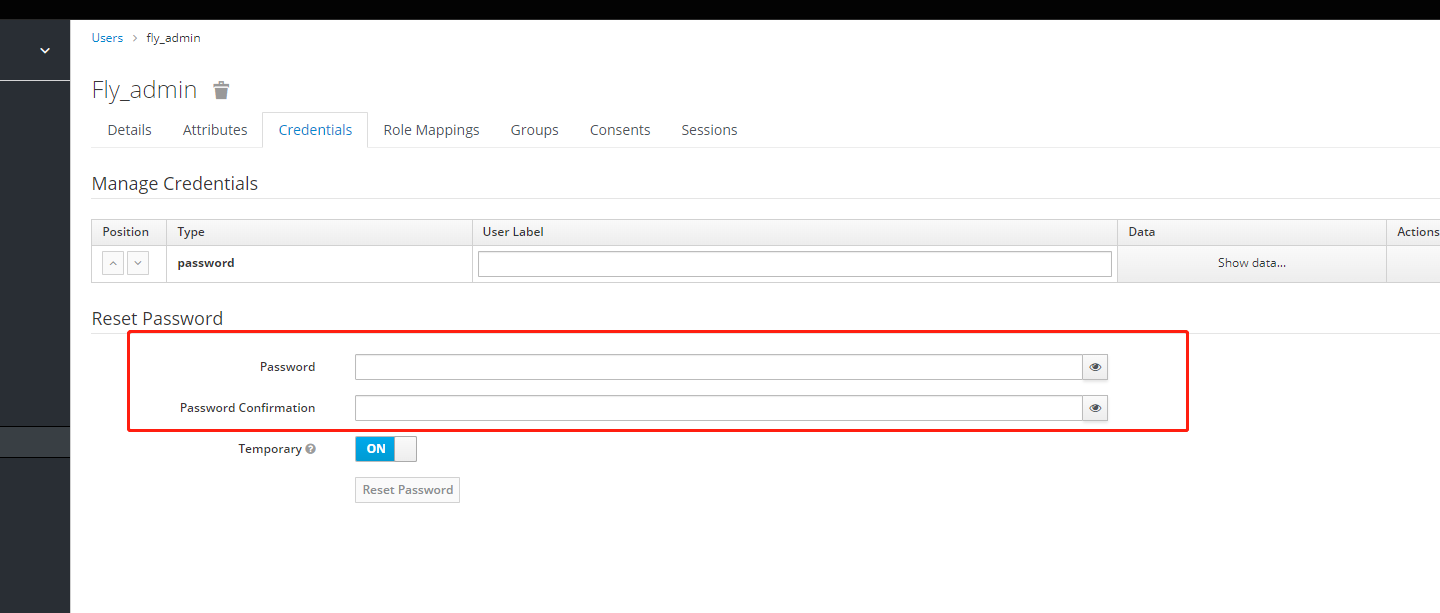 Users > fly_admin
Fly_admin
Details Attributes Credentials Role Mappings Groups Consents Sessions
Manage Credentials
Position Type User Label Data Actions
password Show data...
Reset Password
Password
Password Confirmation
Temporary ON
Reset Password